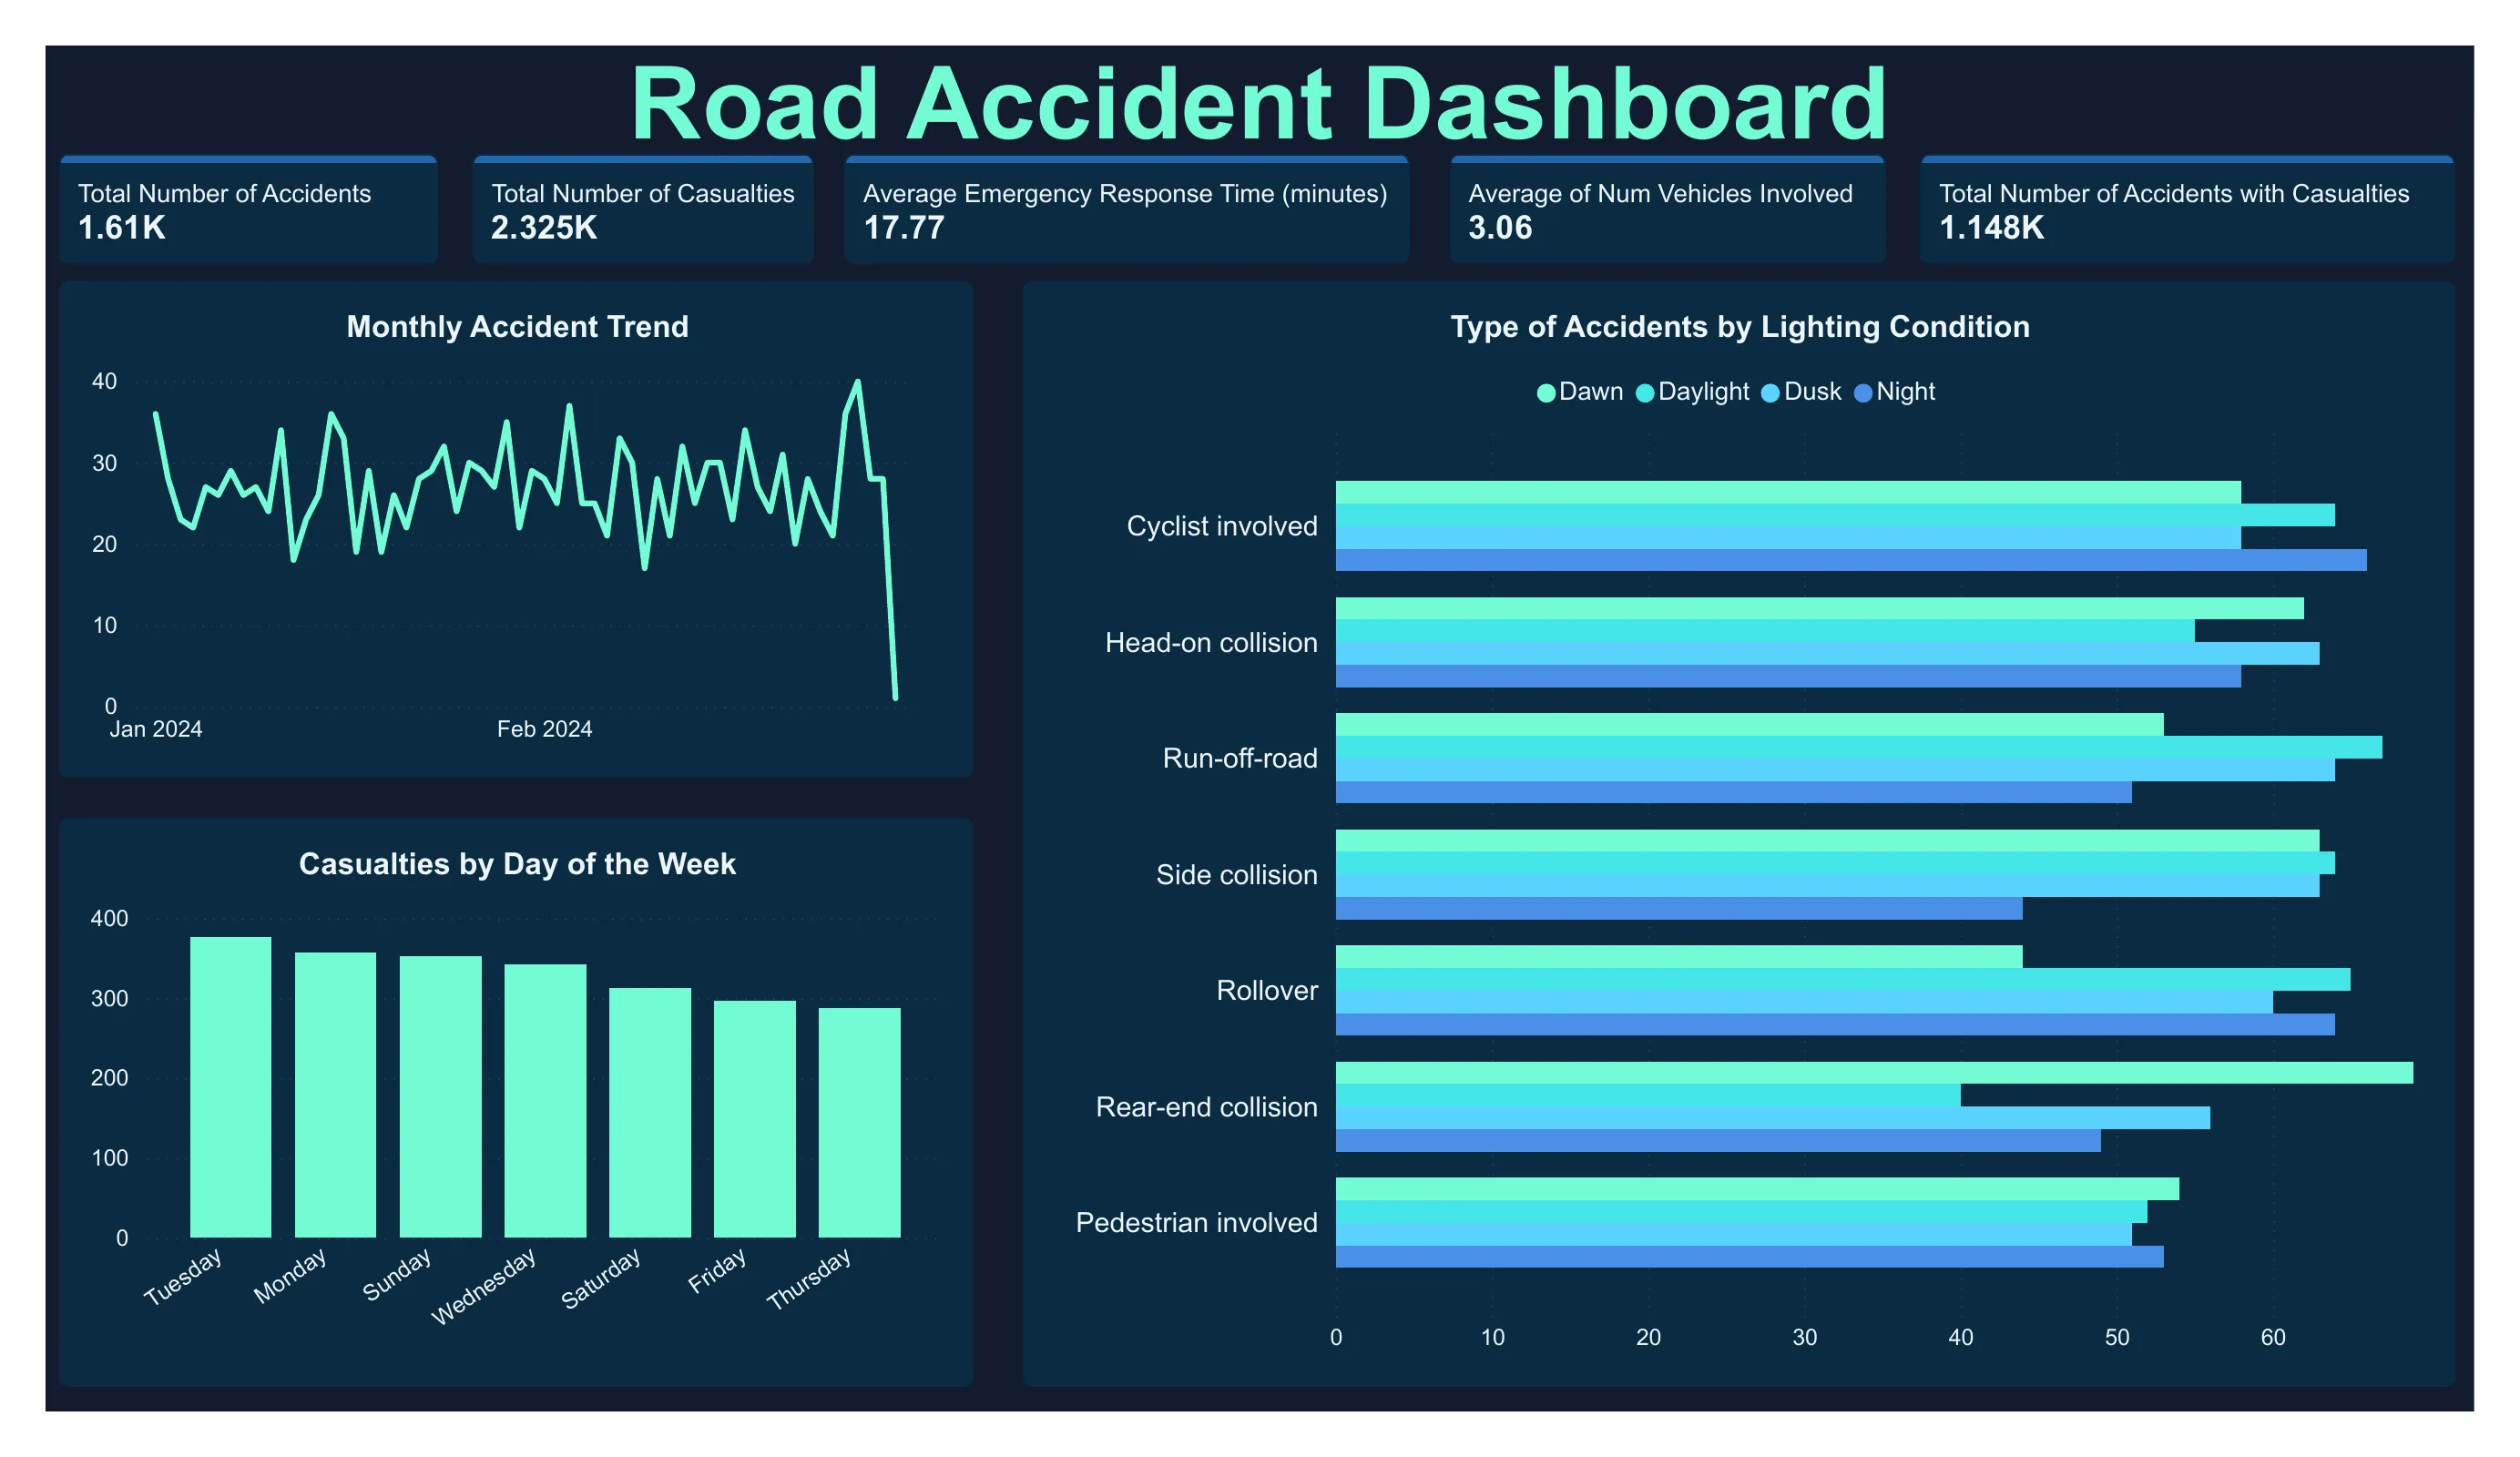 Road Accident Dashboard
Total Number of Accidents
1.61K
Total Number of Casualties
2.325K
Average Emergency Response Time (minutes)
17.77
Average of Num Vehicles Involved
3.06
Total Number of Accidents with Casualties
1.148K
Monthly Accident Trend
40
30
20
10
0
Jan 2024 Feb 2024
Casualties by Day of the Week
400
300
200
100
0
Tuesday Monday Sunday Wednesday Saturday Friday Thursday
Type of Accidents by Lighting Condition
Dawn Daylight Dusk Night
Cyclist involved
Head-on collision
Run-off-road
Side collision
Rollover
Rear-end collision
Pedestrian involved
0 10 20 30 40 50 60